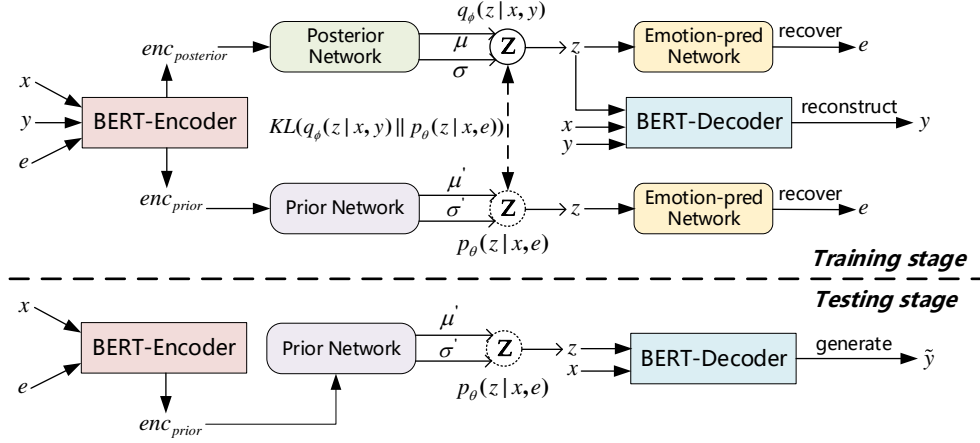 q_ϕ(z | x, y)
enc_posterior
Posterior Network
μ
σ
Z
z
Emotion-pred Network
recover
e
x
y
e
BERT-Encoder
KL(q_ϕ(z | x, y) || p_θ(z | x, e))
x
y
BERT-Decoder
reconstruct
y
enc_prior
Prior Network
μ'
σ'
Z
z
Emotion-pred Network
recover
e
p_θ(z | x, e)
Training stage
Testing stage
x
e
BERT-Encoder
enc_prior
Prior Network
μ'
σ'
Z
p_θ(z | x, e)
z
x
BERT-Decoder
generate
ỹ